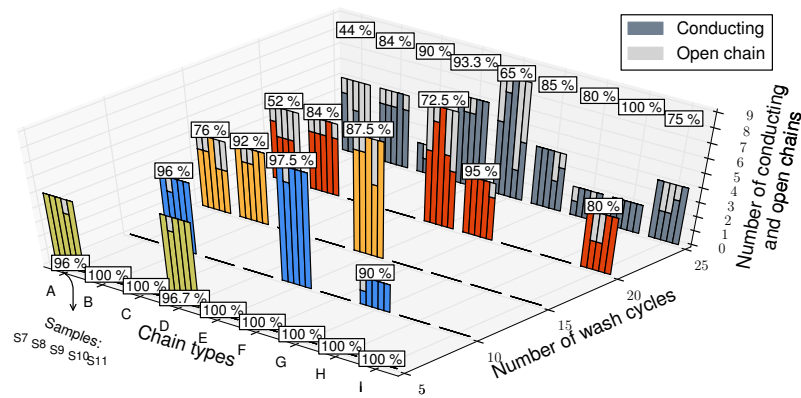 Conducting
Open chain
44 %
84 %
90 %
93.3 %
65 %
85 %
80 %
100 %
75 %
52 %
84 %
72.5 %
95 %
80 %
76 %
92 %
87.5 %
96 %
97.5 %
90 %
96 %
100 %
100 %
96.7 %
100 %
100 %
100 %
100 %
100 %
A
B
C
D
E
F
G
H
I
Chain types
Samples:
S7 S8 S9 S10 S11
5
10
15
20
25
Number of wash cycles
0
1
2
3
4
5
6
7
8
9
Number of conducting
and open chains